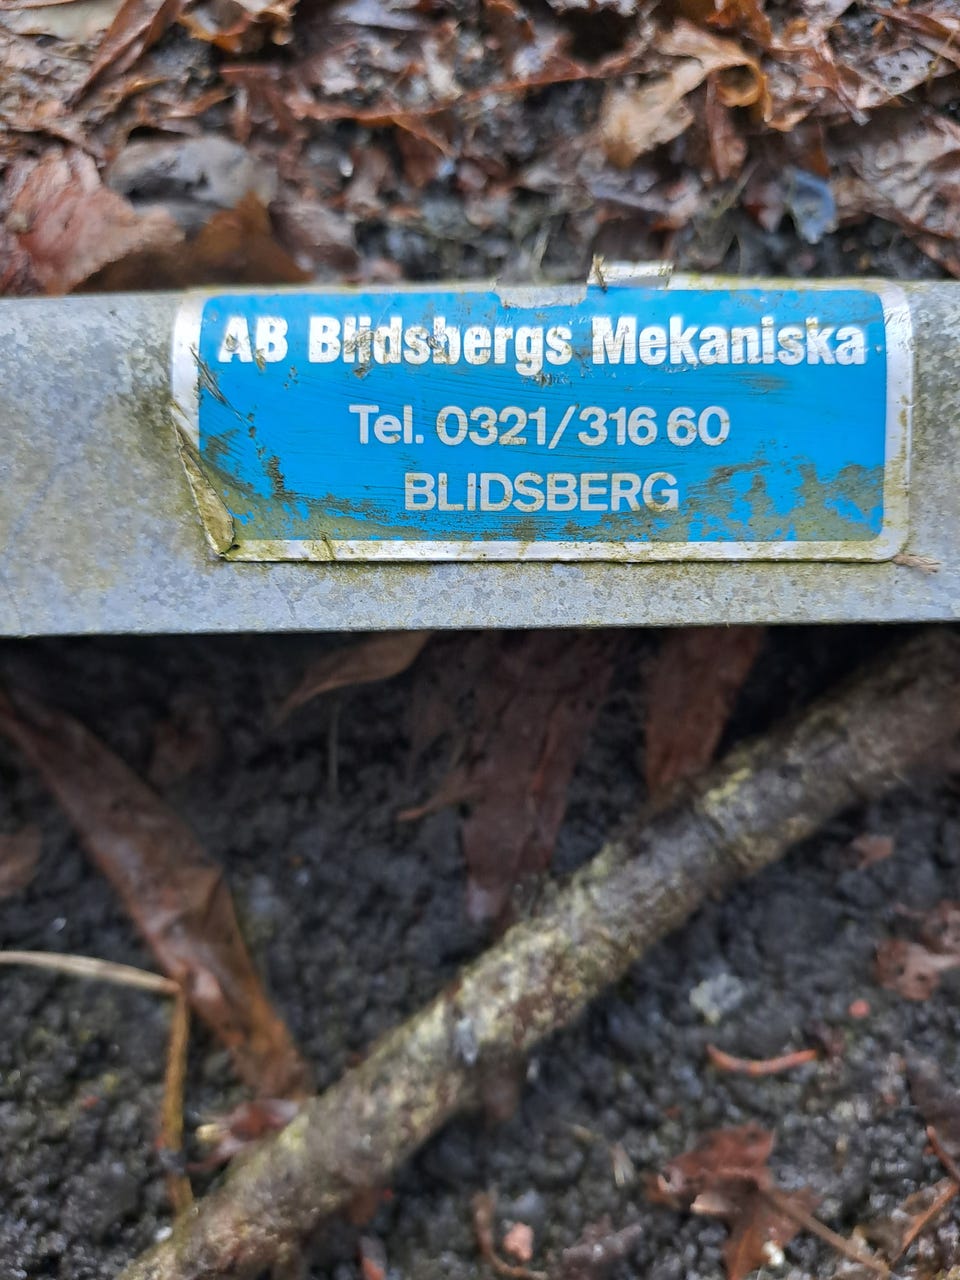 AB Blidsbergs Mekaniska
Tel. 0321/316 60
BLIDSBERG